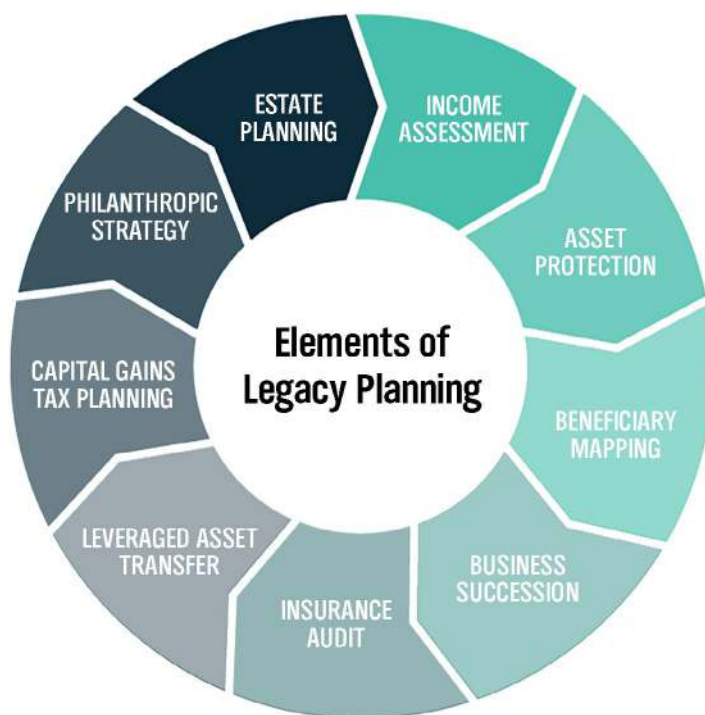 Elements of
Legacy Planning
INCOME
ASSESSMENT
ASSET
PROTECTION
BENEFICIARY
MAPPING
BUSINESS
SUCCESSION
INSURANCE
AUDIT
LEVERAGED ASSET
TRANSFER
CAPITAL GAINS
TAX PLANNING
PHILANTHROPIC
STRATEGY
ESTATE
PLANNING